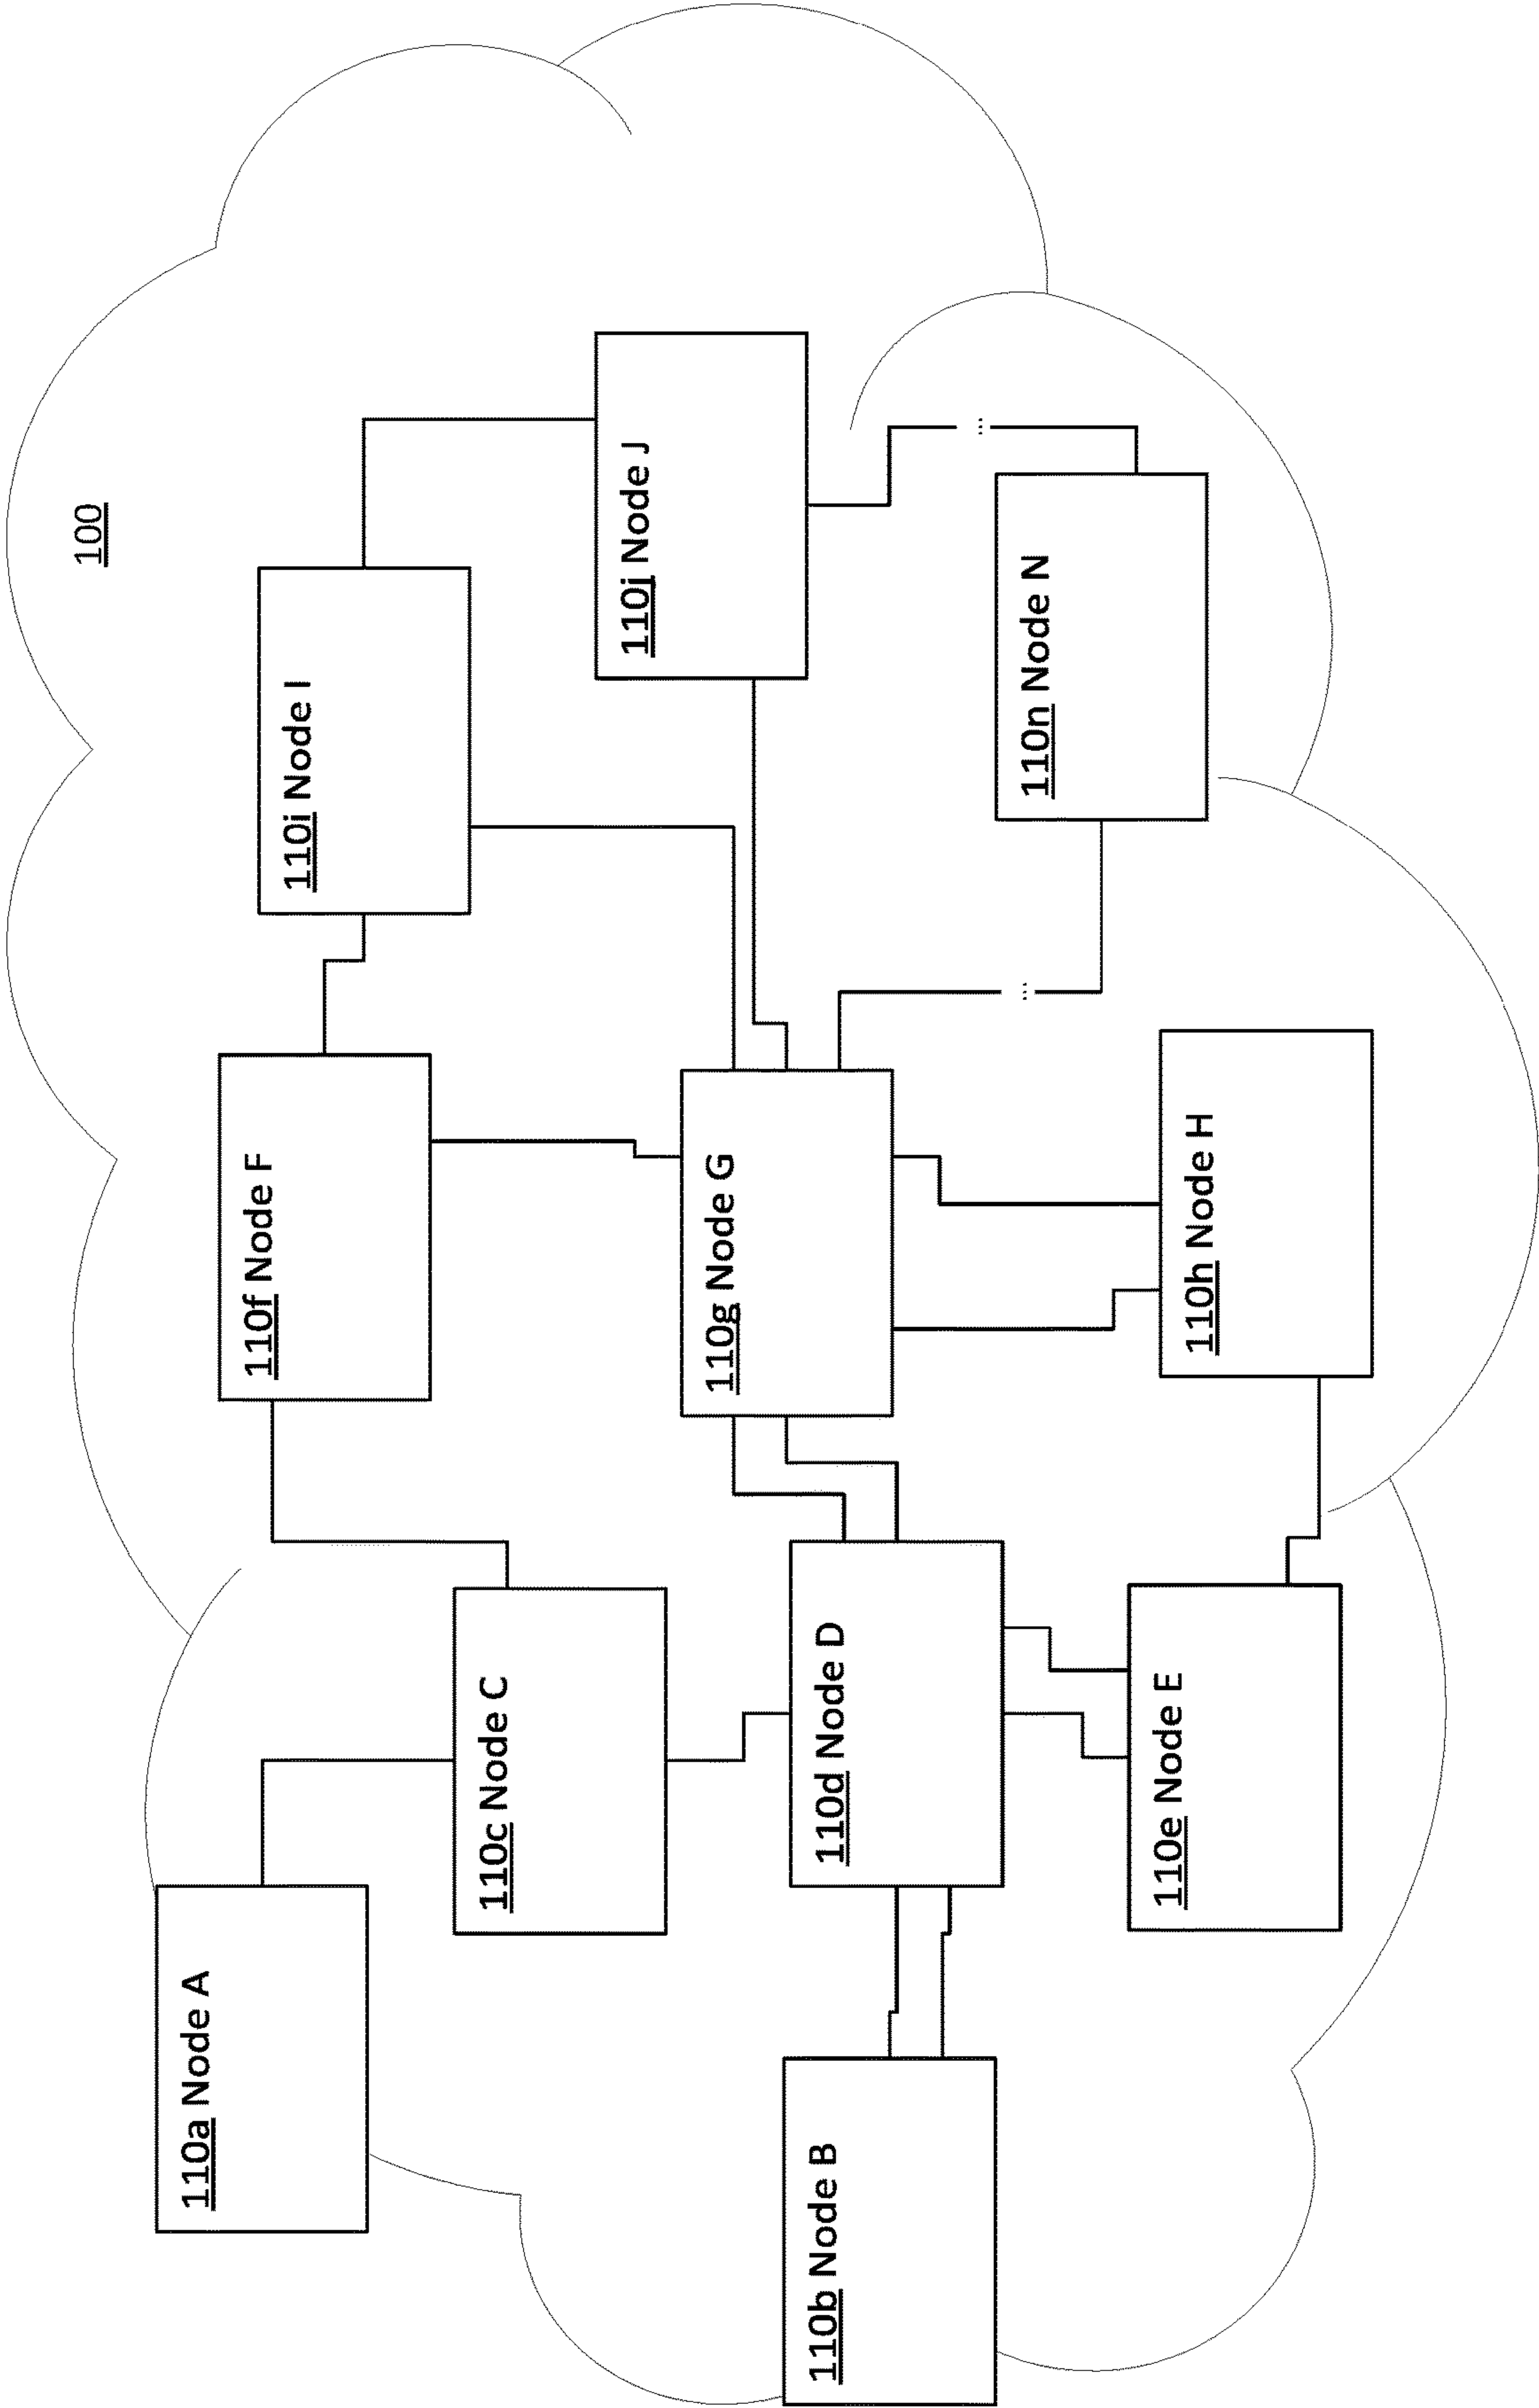 100
110a Node A
110f Node F
110i Node I
110c Node C
110j Node J
110g Node G
110b Node B
110d Node D
...
...
110n Node N
110e Node E
110h Node H